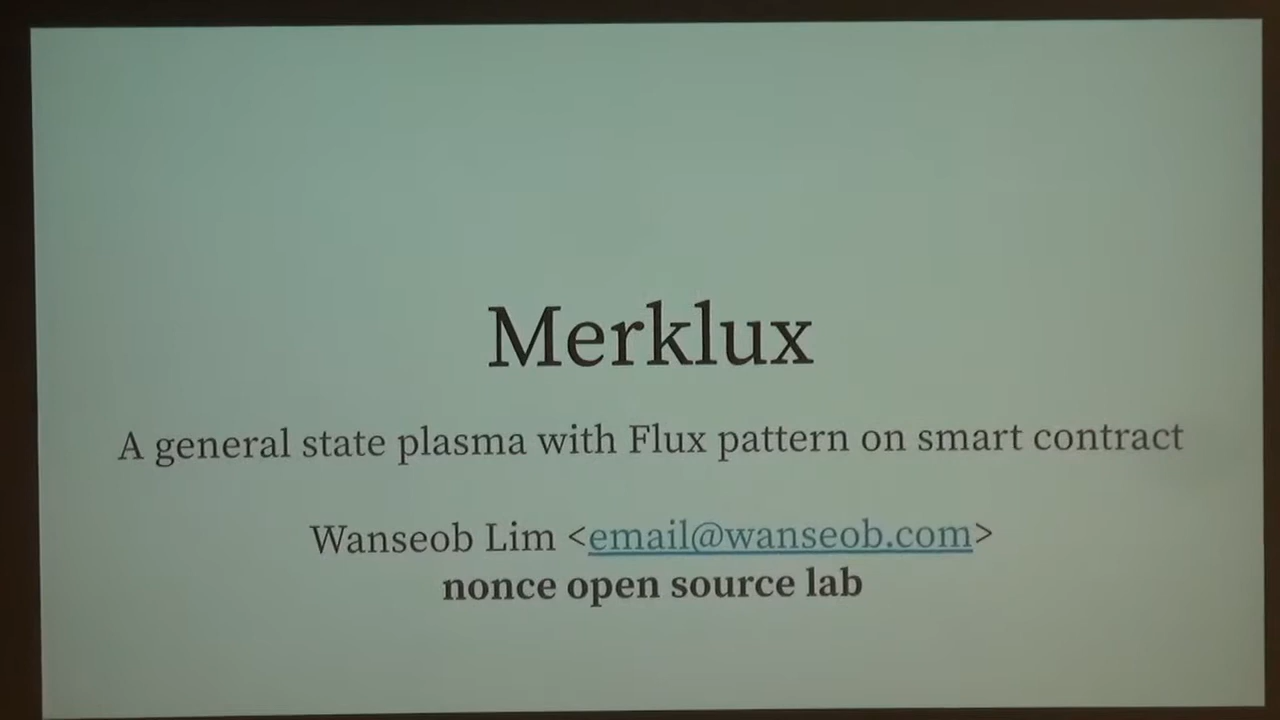 Merklux
A general state plasma with Flux pattern on smart contract
Wanseob Lim <email@wanseob.com>
nonce open source lab